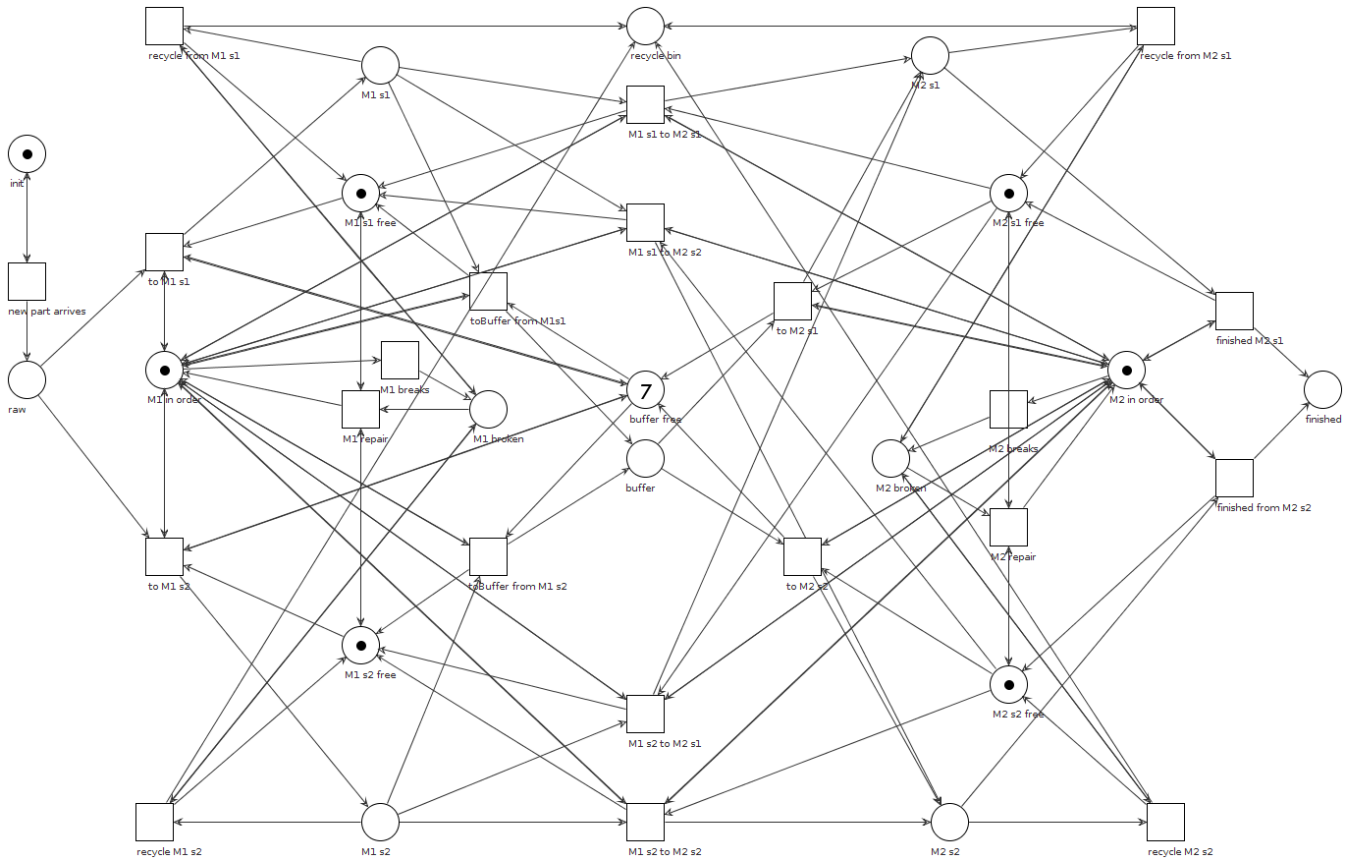 recycle from M1 s1
recycle bin
recycle from M2 s1
M1 s1
M2 s1
M1 s1 to M2 s1
init
M1 s1 free
M2 s1 free
M1 s1 to M2 s2
to M1 s1
new part arrives
toBuffer from M1s1
to M2 s1
finished M2 s1
M1 in order
M1 breaks
7
M2 in order
raw
M1 repair
M1 broken
buffer free
M2 breaks
finished
buffer
M2 broken
finished from M2 s2
to M1 s2
toBuffer from M1 s2
to M2 s2
M2 repair
M1 s2 free
M2 s2 free
M1 s2 to M2 s1
recycle M1 s2
M1 s2
M1 s2 to M2 s2
M2 s2
recycle M2 s2